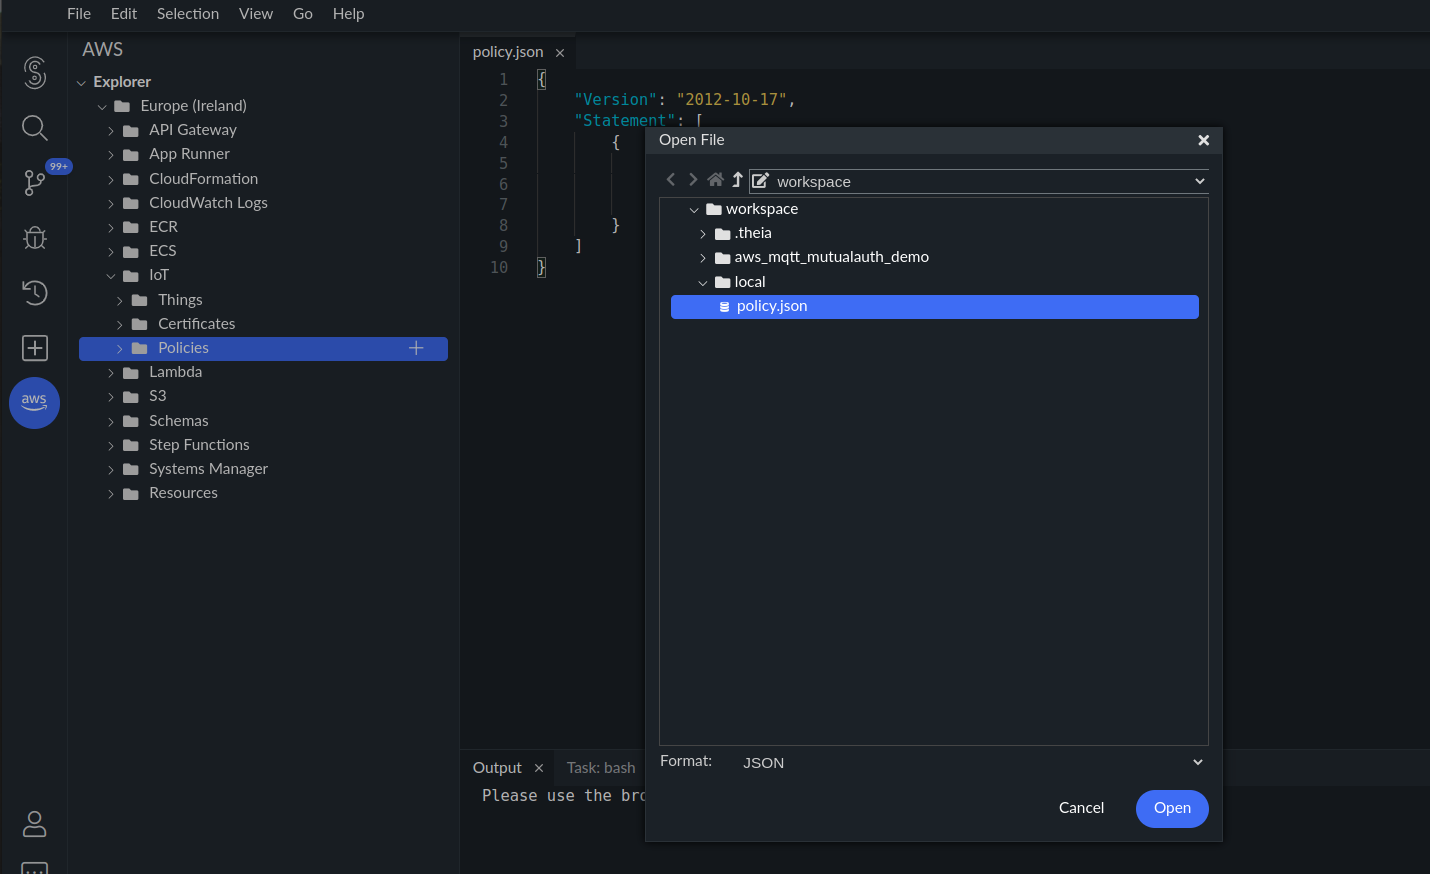 File Edit Selection View Go Help
AWS
Explorer
Europe (Ireland)
API Gateway
App Runner
CloudFormation
CloudWatch Logs
ECR
ECS
IoT
Things
Certificates
Policies
Lambda
S3
Schemas
Step Functions
Systems Manager
Resources
99+
aws
policy.json
1 {
2 "Version": "2012-10-17",
3 "Statement": [
4 {
5
6
7
8 }
9 ]
10 }
Output Task: bash
Please use the bro
Open File
workspace
workspace
.theia
aws_mqtt_mutualauth_demo
local
policy.json
Format: JSON
Cancel Open